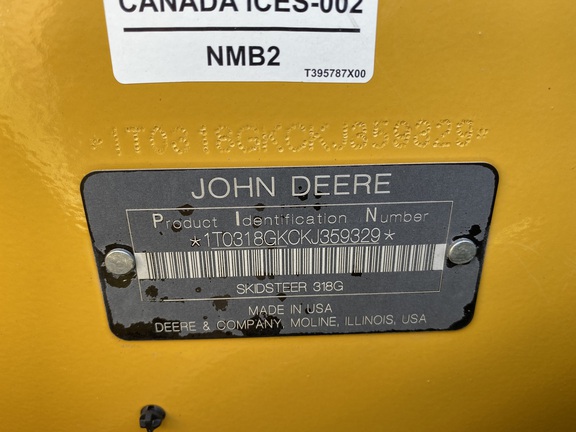 CANADA ICES-002
NMB2
T395787X00
*1T0318GKCKJ359329*
JOHN DEERE
Product Identification Number
*1T0318GKCKJ359329*
SKIDSTEER 318G
MADE IN USA
DEERE & COMPANY, MOLINE, ILLINOIS, USA